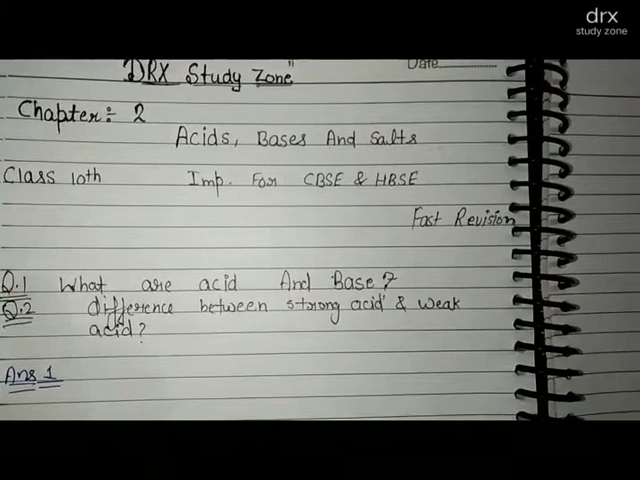 drx
study zone
DRX Study Zone"
Date
Chapter:- 2
Acids, Bases And Salts
Class 10th Imp. For CBSE & HBSE
Fast Revision
Q.1 What are acid And Base?
Q.2 difference between strong acid & weak
acid?
Ans 1